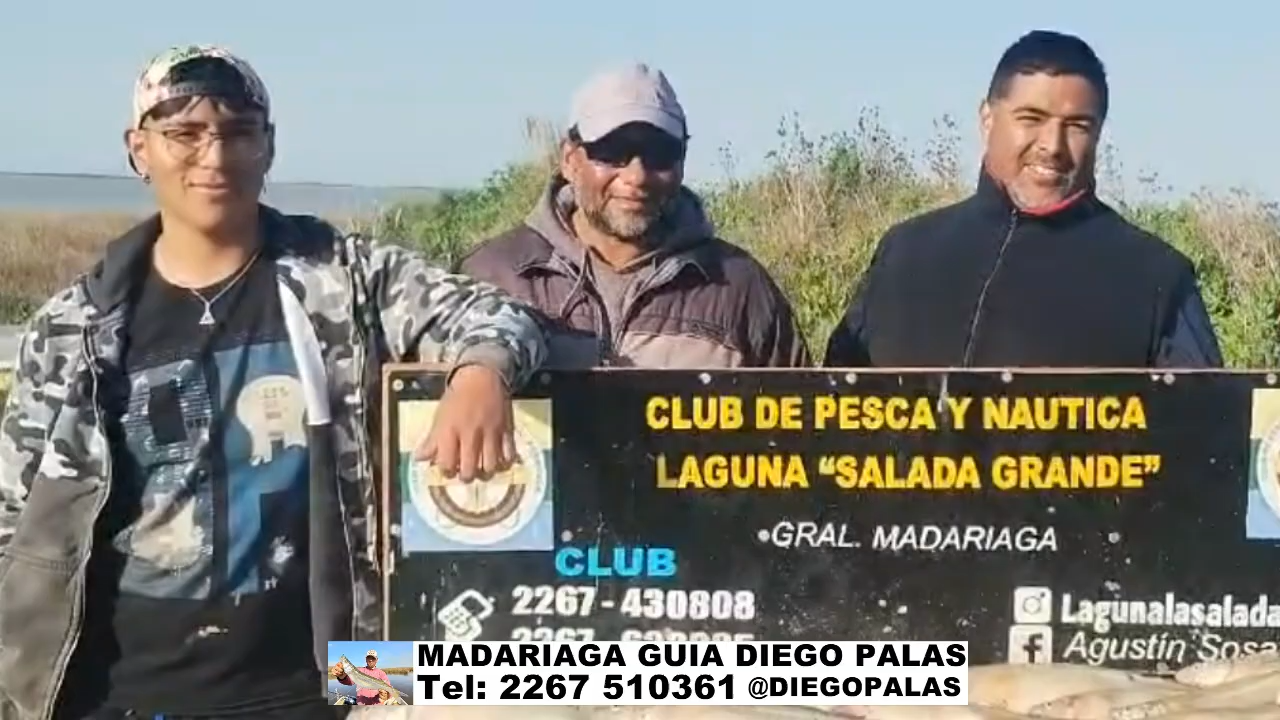 CLUB DE PESCA Y NAUTICA
LAGUNA “SALADA GRANDE”
•GRAL. MADARIAGA
CLUB
2267-430808
Lagunalasalada
Agustín Sosa
MADARIAGA GUIA DIEGO PALAS
Tel: 2267 510361 @DIEGOPALAS